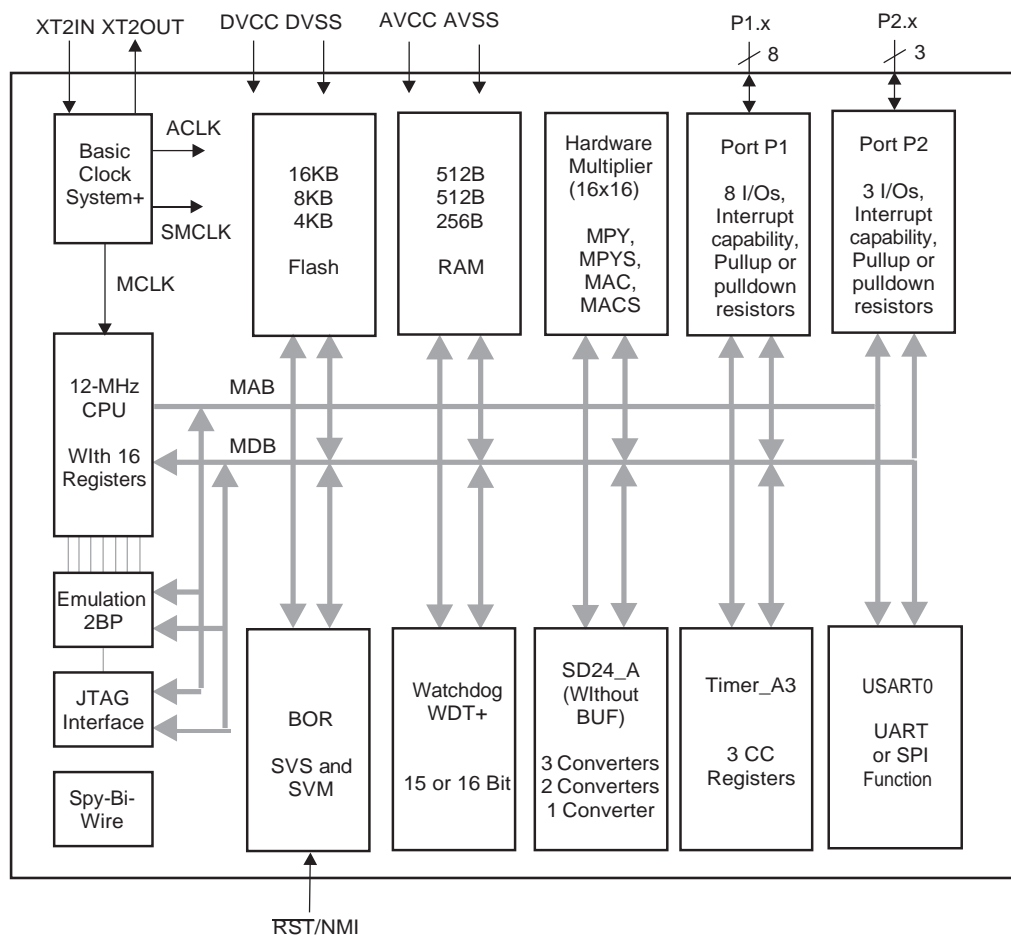 XT2IN XT2OUT
DVCC DVSS
AVCC AVSS
P1.x
P2.x
8
3
ACLK
Basic
Clock
System+
SMCLK
MCLK
16KB
8KB
4KB
Flash
512B
512B
256B
RAM
Hardware
Multiplier
(16x16)
MPY,
MPYS,
MAC,
MACS
Port P1
8 I/Os,
Interrupt
capability,
Pullup or
pulldown
resistors
Port P2
3 I/Os,
Interrupt
capability,
Pullup or
pulldown
resistors
12-MHz
CPU
WIth 16
Registers
MAB
MDB
Emulation
2BP
JTAG
Interface
Spy-Bi-
Wire
BOR
SVS and
SVM
Watchdog
WDT+
15 or 16 Bit
SD24_A
(WIthout
BUF)
3 Converters
2 Converters
1 Converter
Timer_A3
3 CC
Registers
USART0
UART
or SPI
Function
RST/NMI